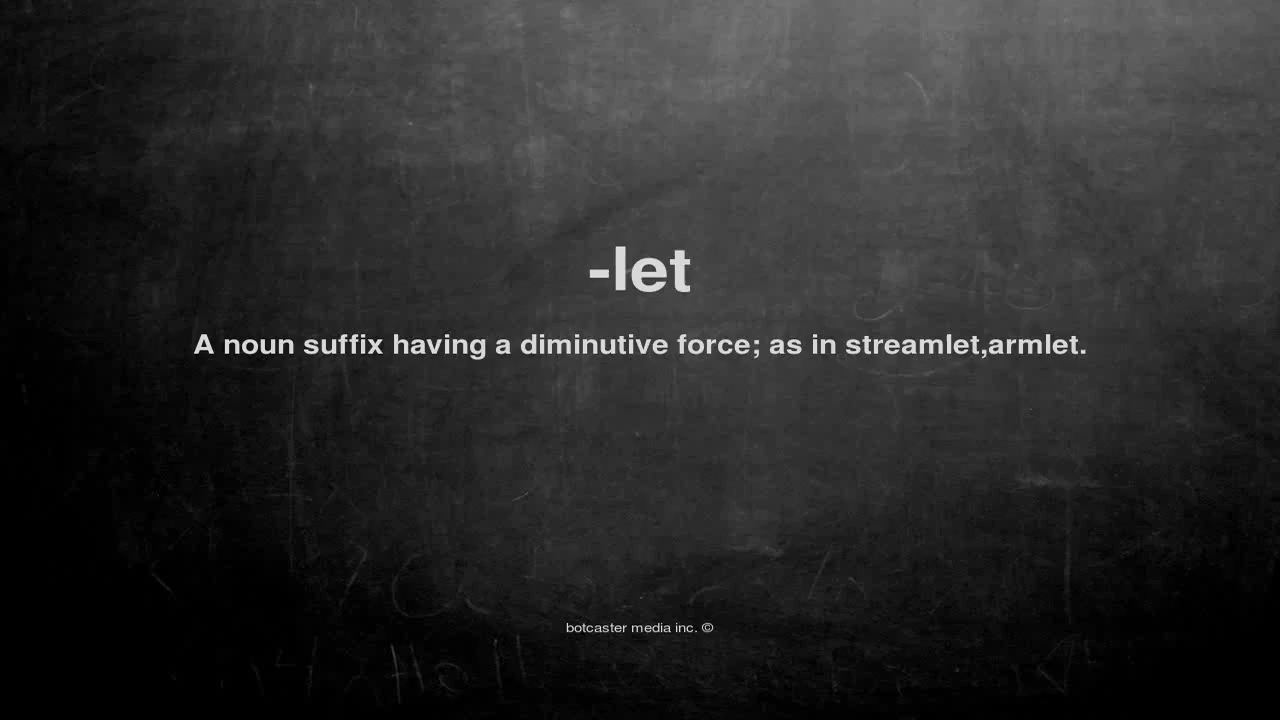 -let
A noun suffix having a diminutive force; as in streamlet,armlet.
botcaster media inc. ©